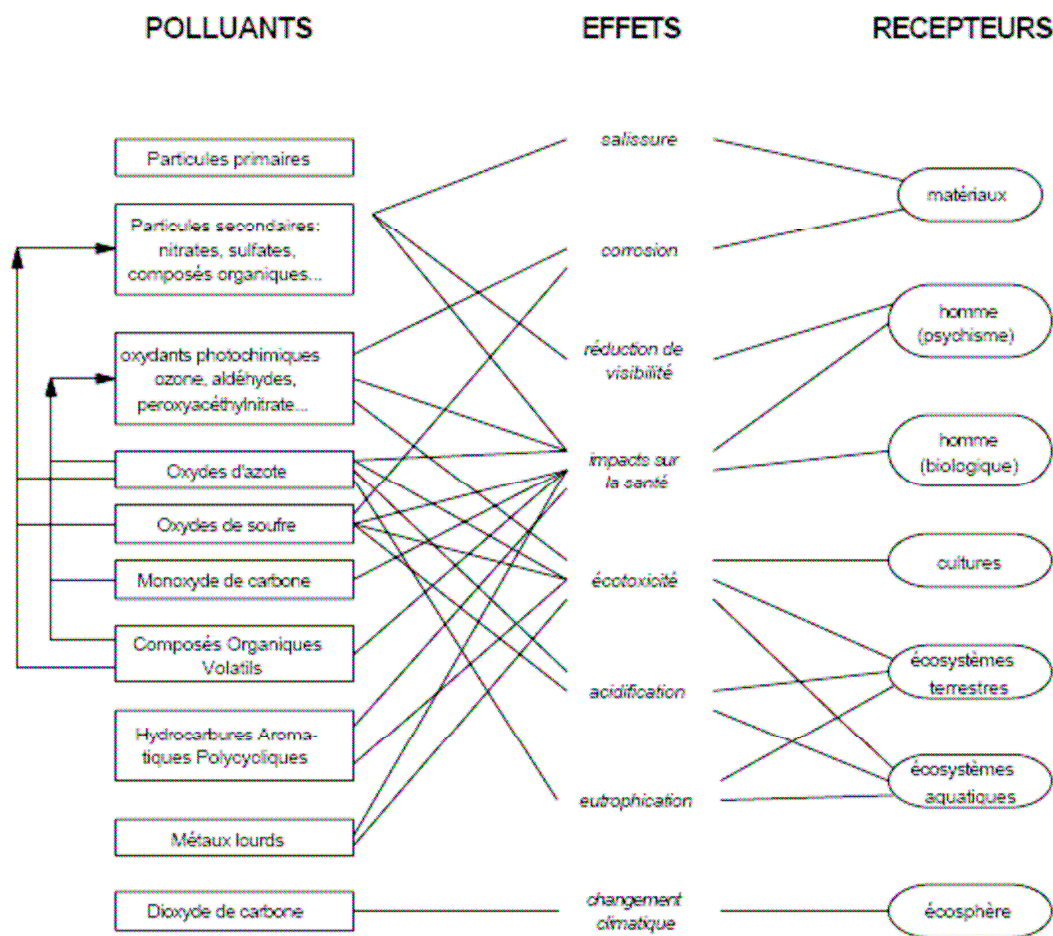 POLLUANTS
EFFETS
RECEPTEURS
Particules primaires
Particules secondaires:
nitrates, sulfates,
composés organiques...
oxydants photochimiques
ozone, aldéhydes,
peroxyacéthylnitrate...
Oxydes d'azote
Oxydes de soufre
Monoxyde de carbone
Composés Organiques
Volatils
Hydrocarbures Aroma-
tiques Polycycliques
Métaux lourds
Dioxyde de carbone
salissure
corrosion
réduction de
visibilité
impacts sur
la santé
écotoxicité
acidification
eutrophication
changement
climatique
matériaux
homme
(psychisme)
homme
(biologique)
cultures
écosystèmes
terrestres
écosystèmes
aquatiques
écosphère